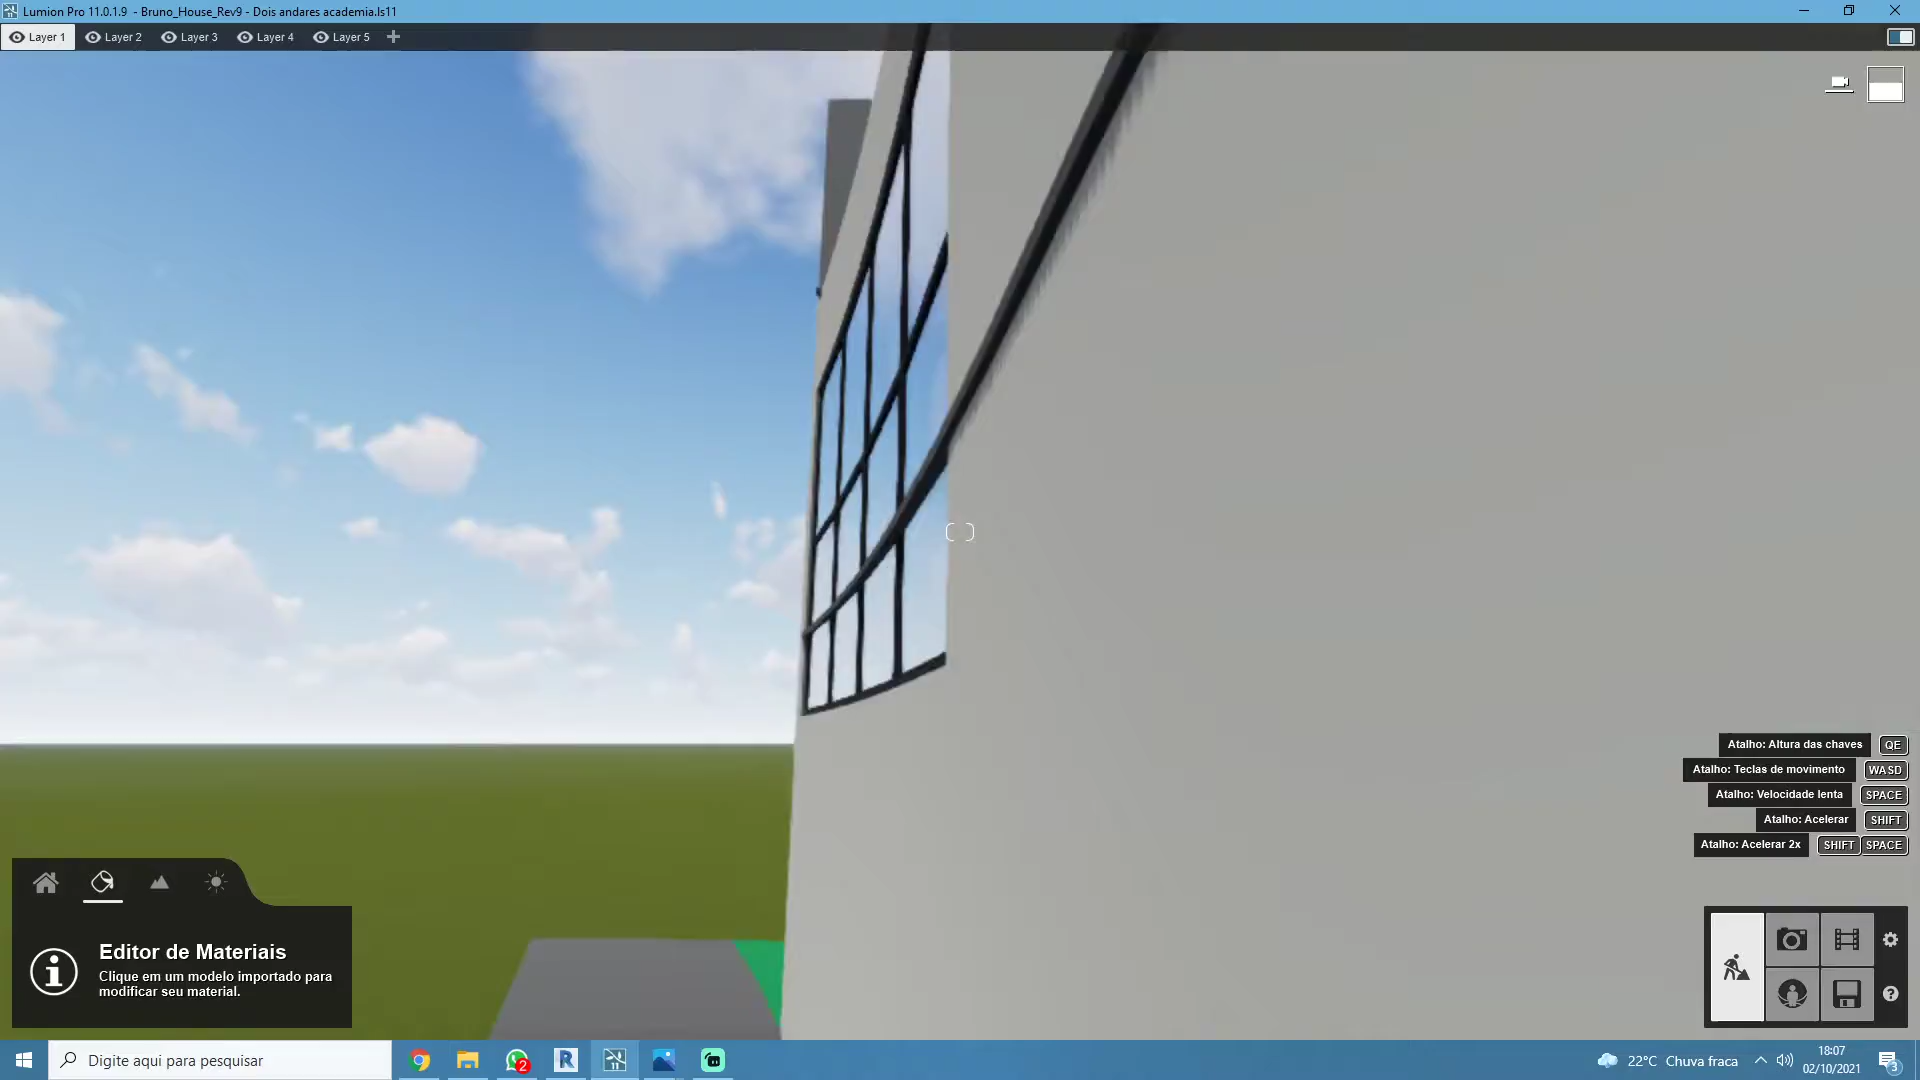 Lumion Pro 11.0.1.9 - Bruno_House_Rev9 - Dois andares academia.ls11
Layer 1
Layer 2
Layer 3
Layer 4
Layer 5
Atalho: Altura das chaves QE
Atalho: Teclas de movimento WASD
Atalho: Velocidade lenta SPACE
Atalho: Acelerar SHIFT
Atalho: Acelerar 2x SHIFT SPACE
Editor de Materiais
Clique em um modelo importado para
modificar seu material.
Digite aqui para pesquisar
2
R
22°C Chuva fraca
18:07
02/10/2021
3